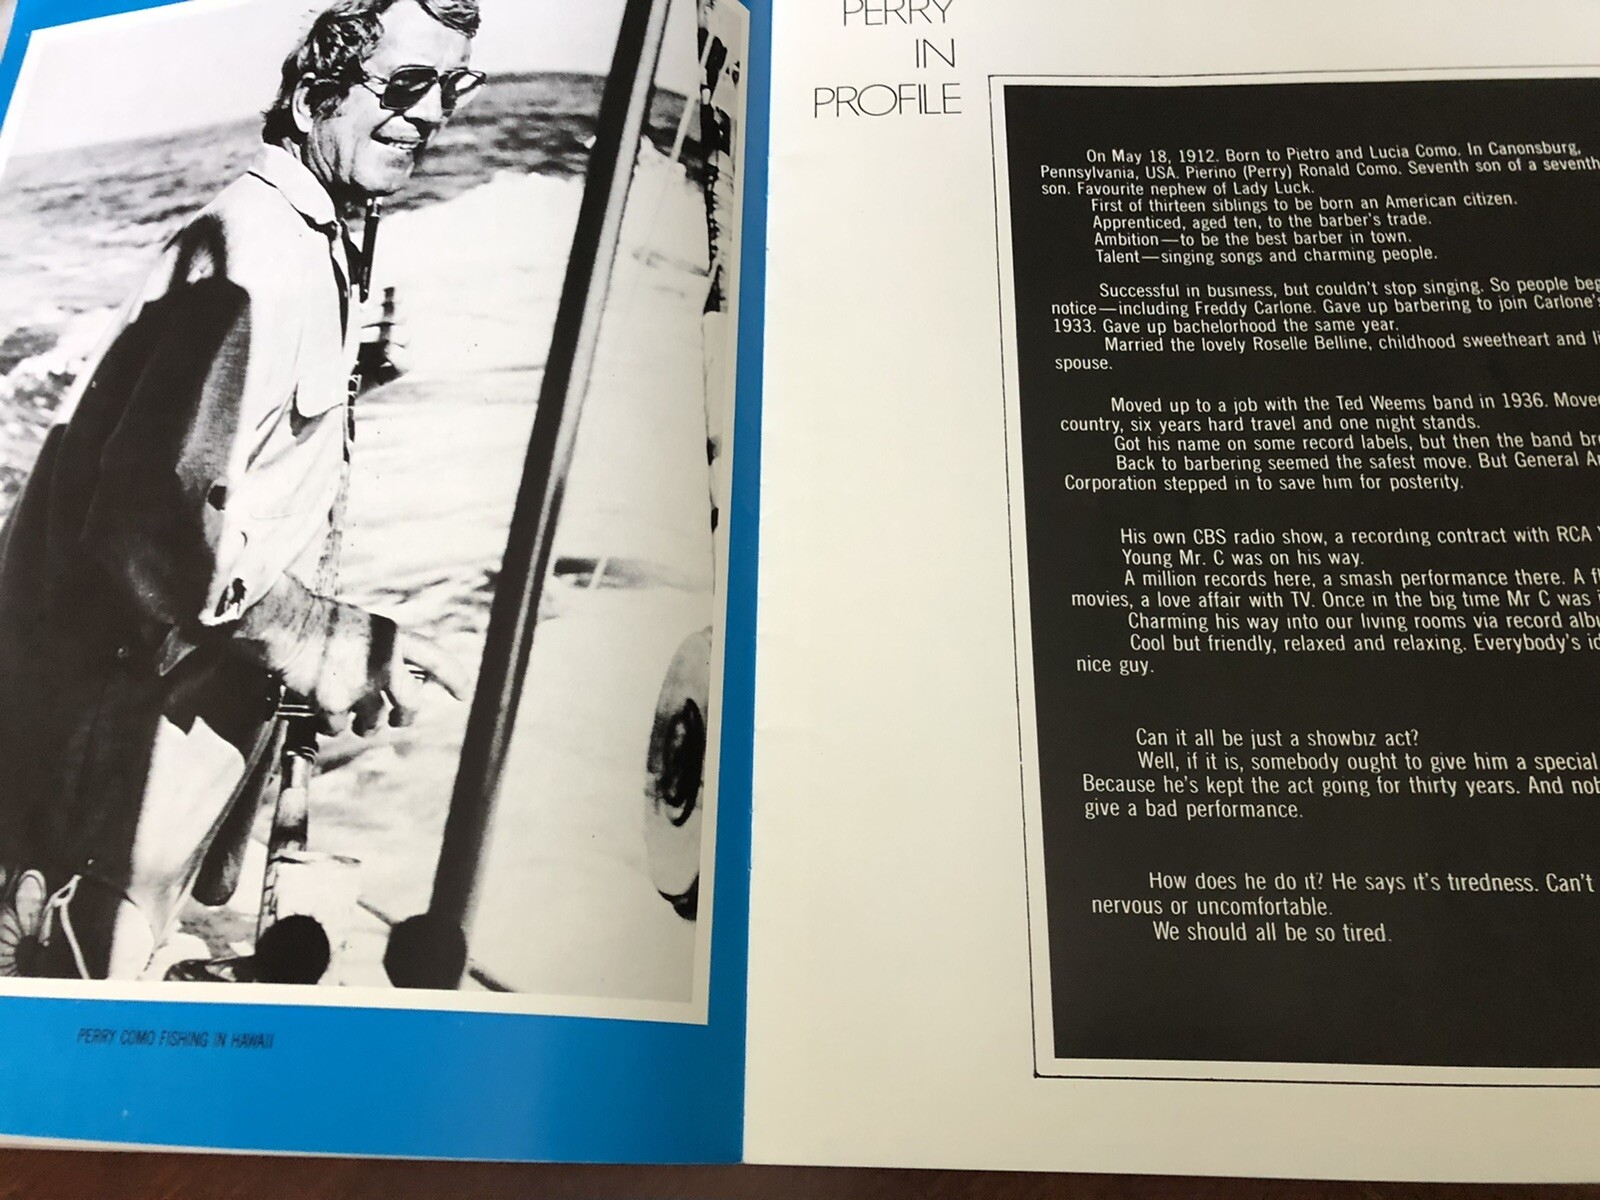 PERRY
IN
PROFILE
On May 18, 1912. Born to Pietro and Lucia Como. In Canonsburg,
Pennsylvania, USA. Pierino (Perry) Ronald Como. Seventh son of a seventh
son. Favourite nephew of Lady Luck.
First of thirteen siblings to be born an American citizen.
Apprenticed, aged ten, to the barber's trade.
Ambition—to be the best barber in town.
Talent—singing songs and charming people.
Successful in business, but couldn't stop singing. So people
notice—including Freddy Carlone. Gave up barbering to join Carlone's
1933. Gave up bachelorhood the same year.
Married the lovely Roselle Belline, childhood sweetheart and
spouse.
Moved up to a job with the Ted Weems band in 1936.
country, six years hard travel and one night stands.
Got his name on some record labels, but then the band
Back to barbering seemed the safest move. But General
Corporation stepped in to save him for posterity.
His own CBS radio show, a recording contract with RCA
Young Mr. C was on his way.
A million records here, a smash performance there. A
movies, a love affair with TV. Once in the big time Mr C was
Charming his way into our living rooms via record
Cool but friendly, relaxed and relaxing. Everybody's
nice guy.
Can it all be just a showbiz act?
Well, if it is, somebody ought to give him a special
Because he's kept the act going for thirty years. And
give a bad performance.
How does he do it? He says it's tiredness. Can't
nervous or uncomfortable.
We should all be so tired.
PERRY COMO FISHING IN HAWAII